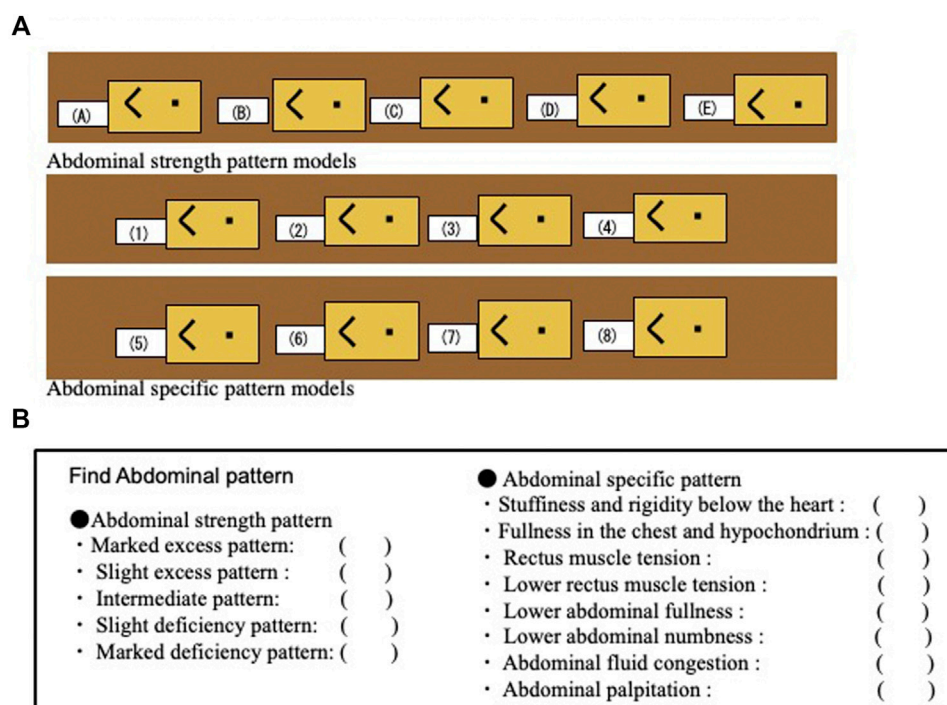 A
(A) (B) (C) (D) (E)
Abdominal strength pattern models
(1) (2) (3) (4)
(5) (6) (7) (8)
Abdominal specific pattern models
B
Find Abdominal pattern
●Abdominal strength pattern
・Marked excess pattern: ( )
・Slight excess pattern : ( )
・Intermediate pattern: ( )
・Slight deficiency pattern: ( )
・Marked deficiency pattern: ( )
● Abdominal specific pattern
・Stuffiness and rigidity below the heart : ( )
・Fullness in the chest and hypochondrium : ( )
・Rectus muscle tension : ( )
・Lower rectus muscle tension : ( )
・Lower abdominal fullness : ( )
・Lower abdominal numbness : ( )
・Abdominal fluid congestion : ( )
・Abdominal palpitation : ( )